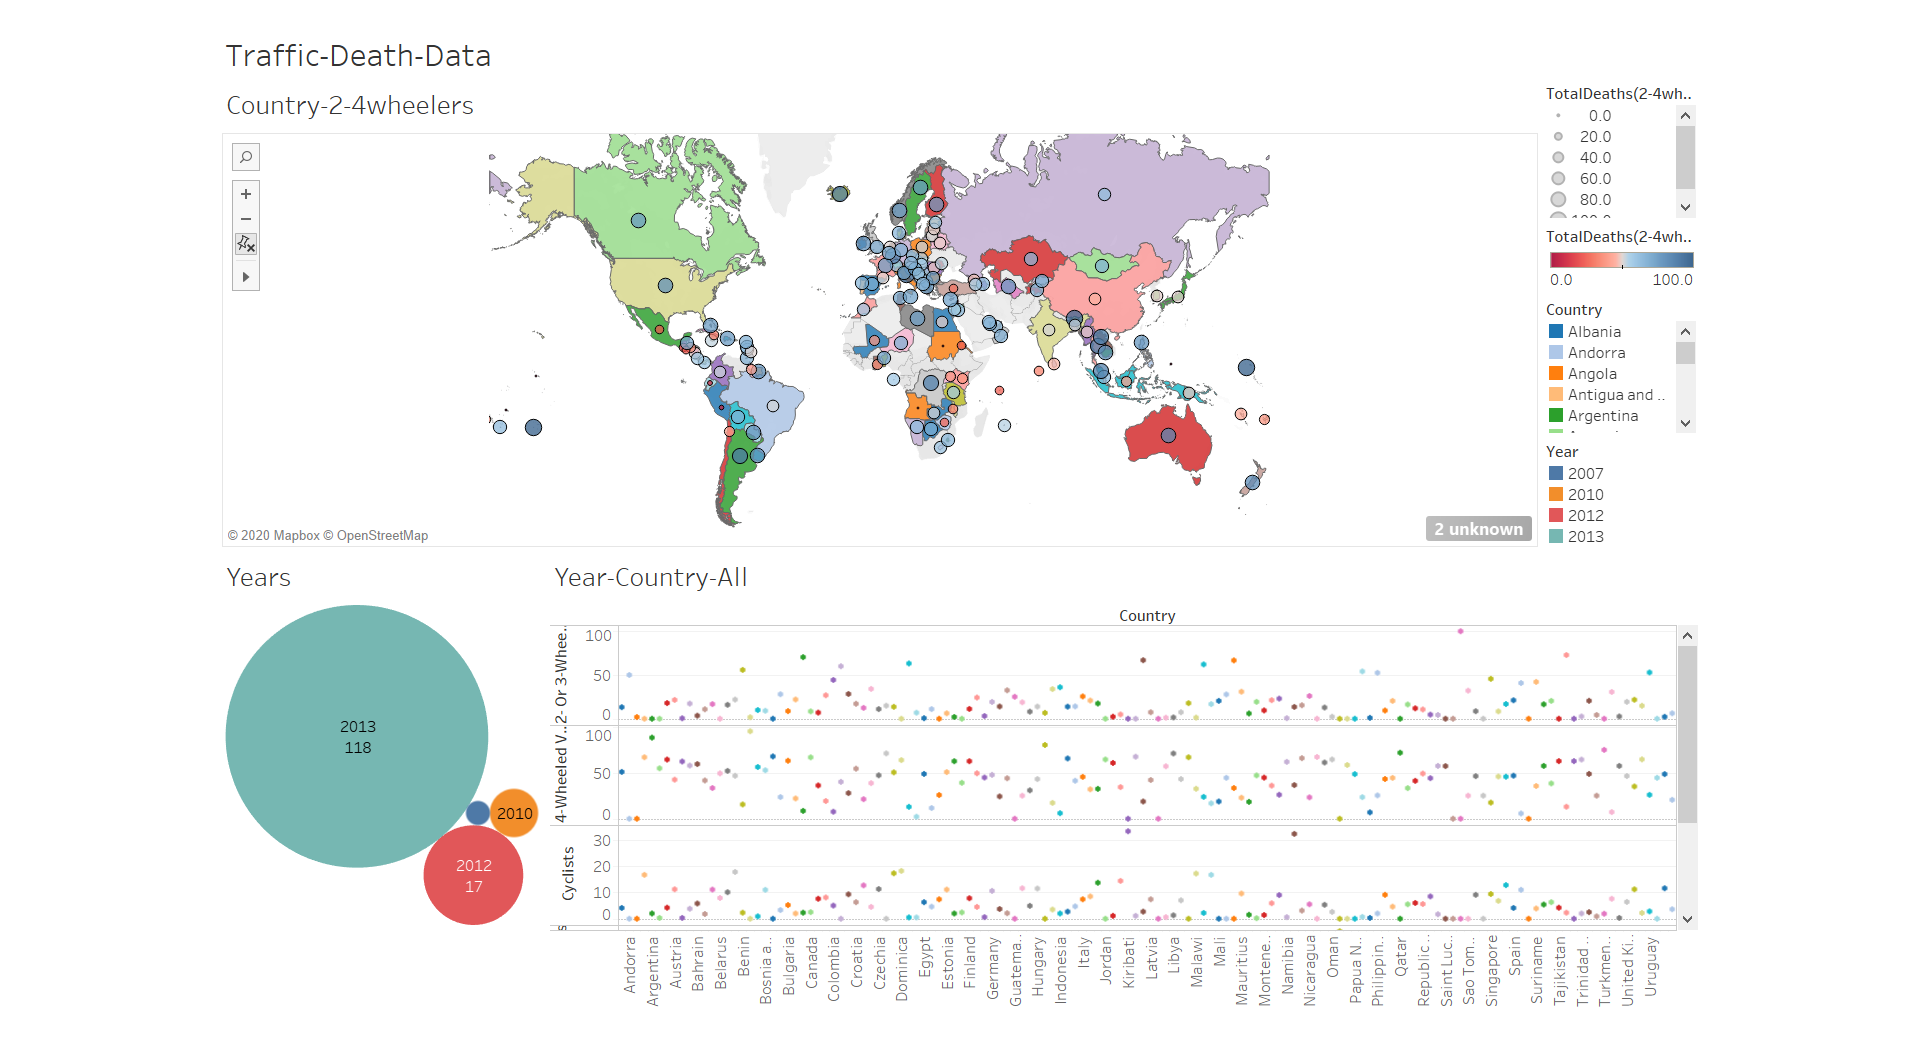 Traffic-Death-Data
Country-2-4wheelers
© 2020 Mapbox © OpenStreetMap
2 unknown
TotalDeaths(2-4wh..
0.0
20.0
40.0
60.0
80.0
TotalDeaths(2-4wh..
0.0 100.0
Country
Albania
Andorra
Angola
Antigua and ..
Argentina
Year
2007
2010
2012
2013
Years
2013
118
2010
2012
17
Year-Country-All
Country
2- Or 3-Whee..
100
50
0
4-Wheeled V..
100
50
0
Cyclists
30
20
10
0
Andorra
Argentina
Austria
Bahrain
Belarus
Benin
Bosnia a..
Bulgaria
Canada
Colombia
Croatia
Czechia
Dominica
Egypt
Estonia
Finland
Germany
Guatema..
Hungary
Indonesia
Italy
Jordan
Kiribati
Latvia
Libya
Malawi
Mali
Mauritius
Montene..
Namibia
Nicaragua
Oman
Papua N..
Philippin..
Qatar
Republic ..
Saint Luc..
Sao Tom..
Singapore
Spain
Suriname
Tajikistan
Trinidad ..
Turkmen..
United Ki..
Uruguay